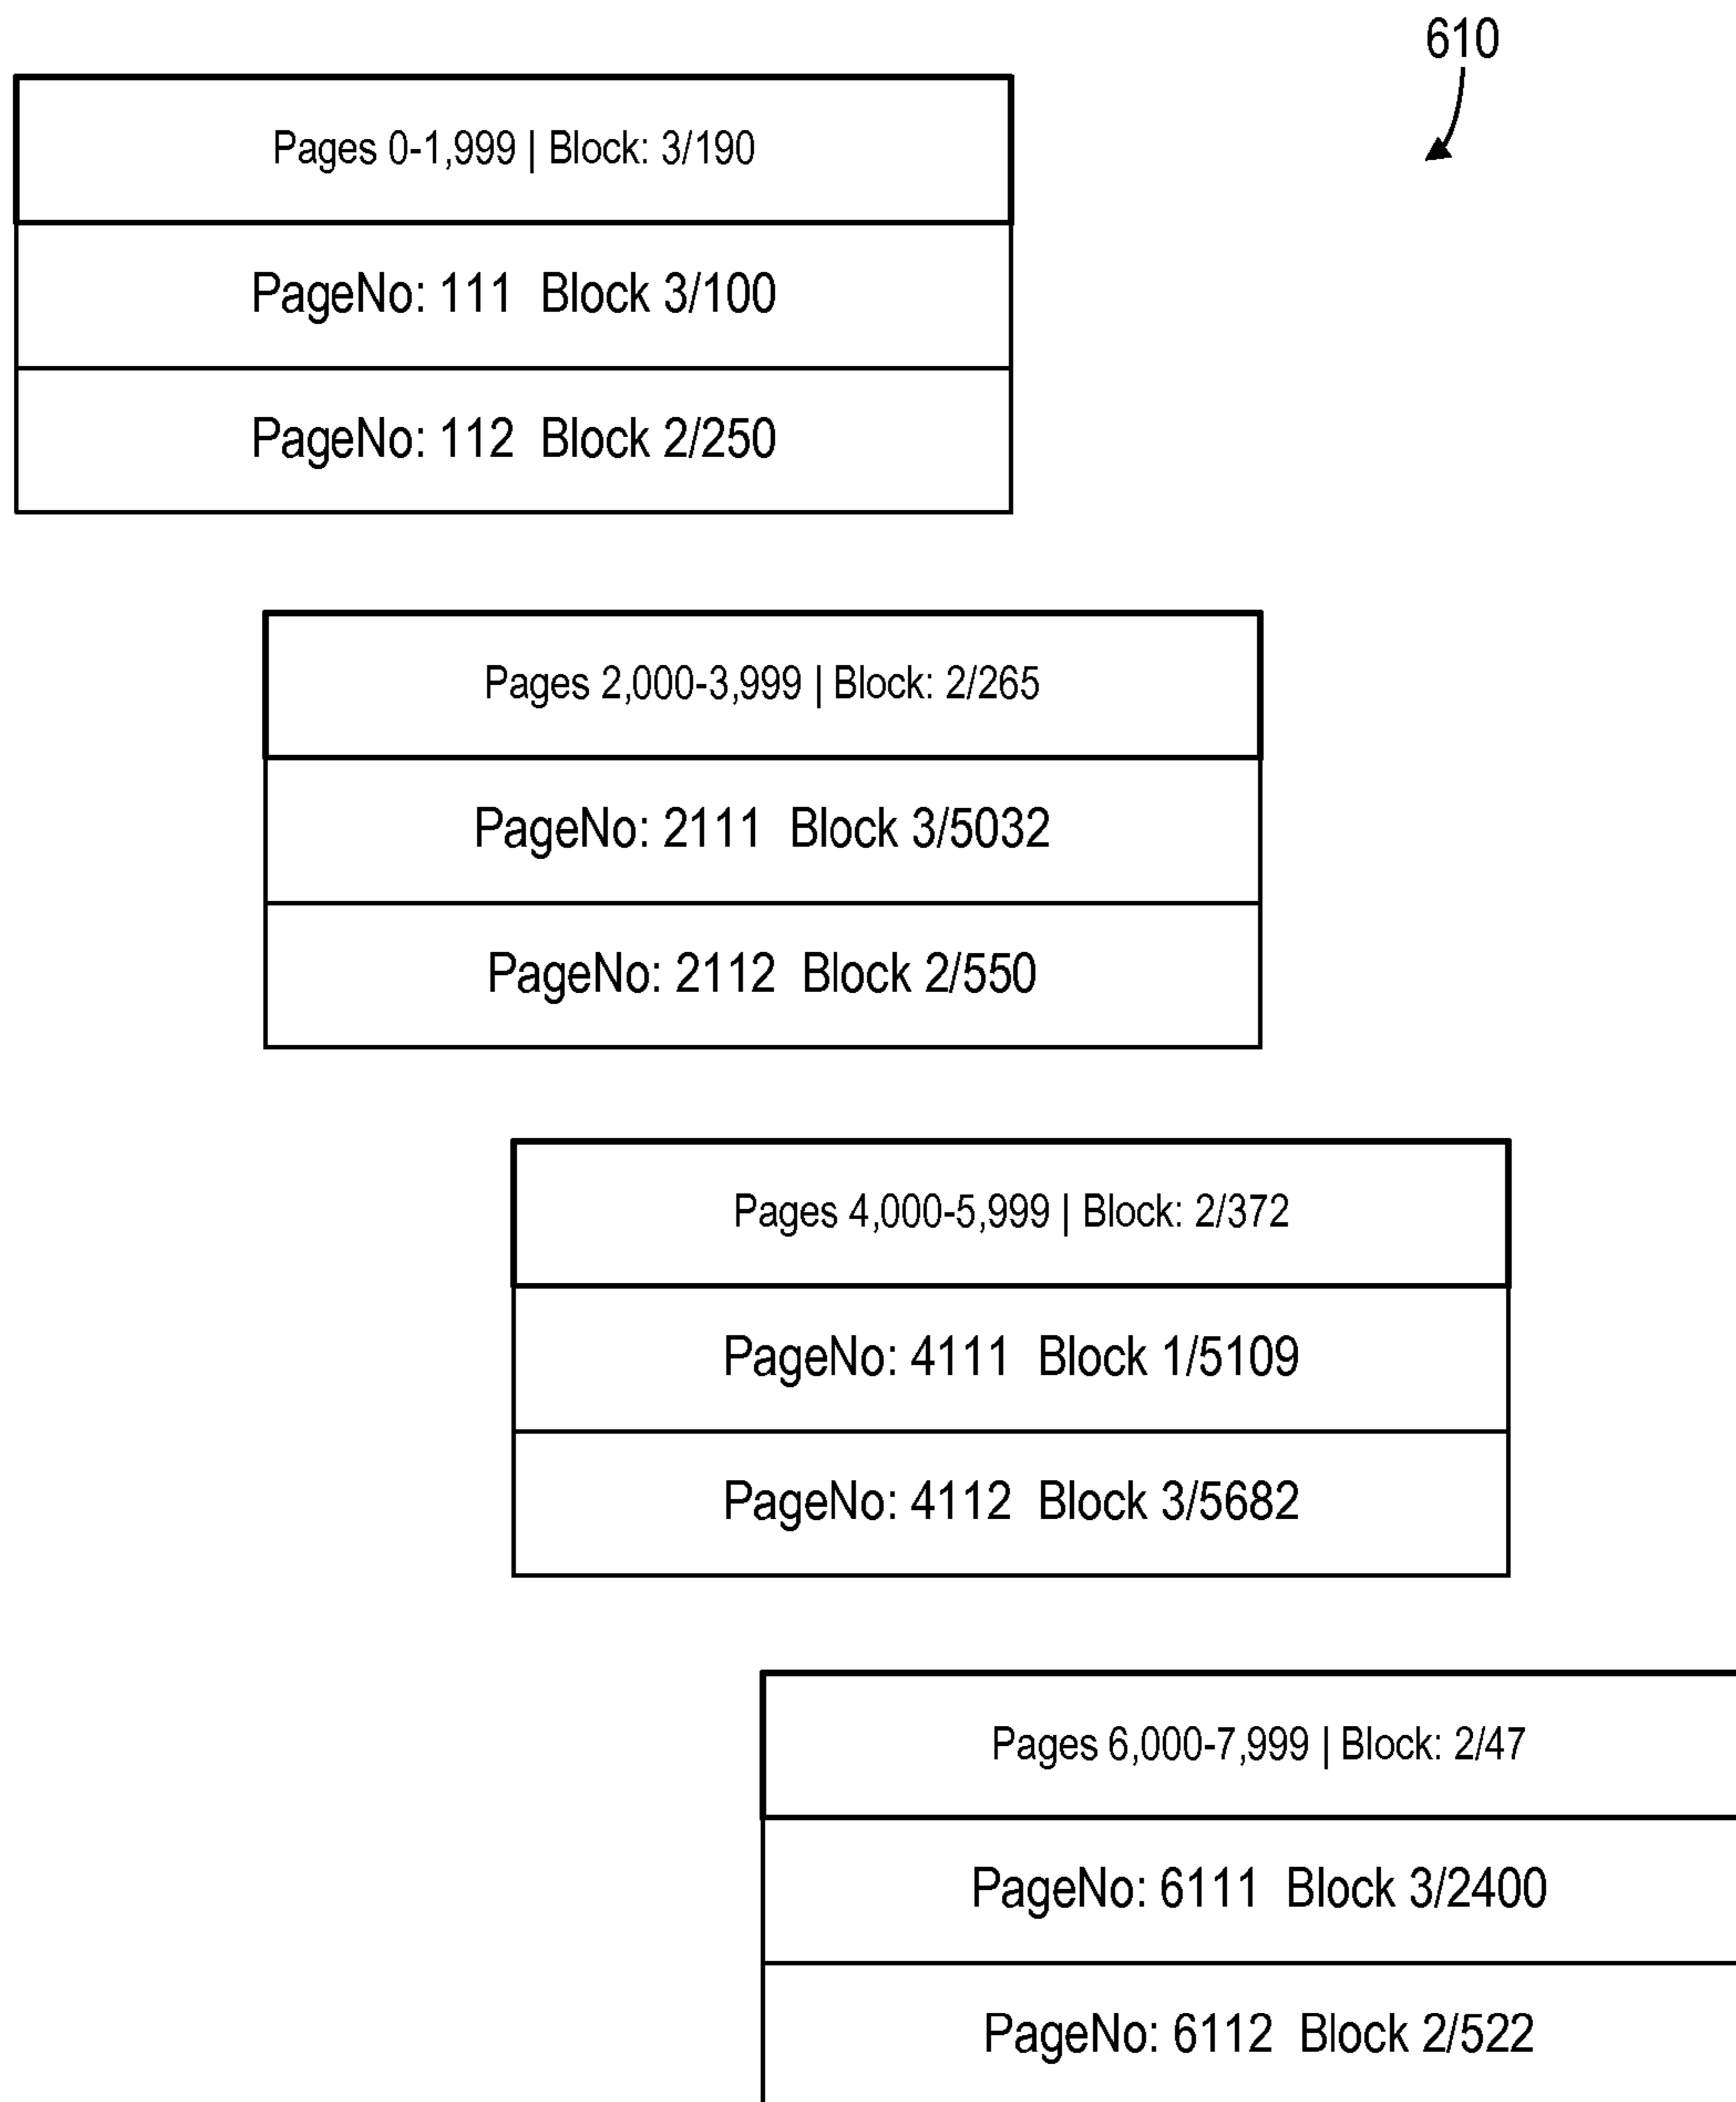 610
Pages 0-1,999 | Block: 3/190
PageNo: 111 Block 3/100
PageNo: 112 Block 2/250
Pages 2,000-3,999 | Block: 2/265
PageNo: 2111 Block 3/5032
PageNo: 2112 Block 2/550
Pages 4,000-5,999 | Block: 2/372
PageNo: 4111 Block 1/5109
PageNo: 4112 Block 3/5682
Pages 6,000-7,999 | Block: 2/47
PageNo: 6111 Block 3/2400
PageNo: 6112 Block 2/522